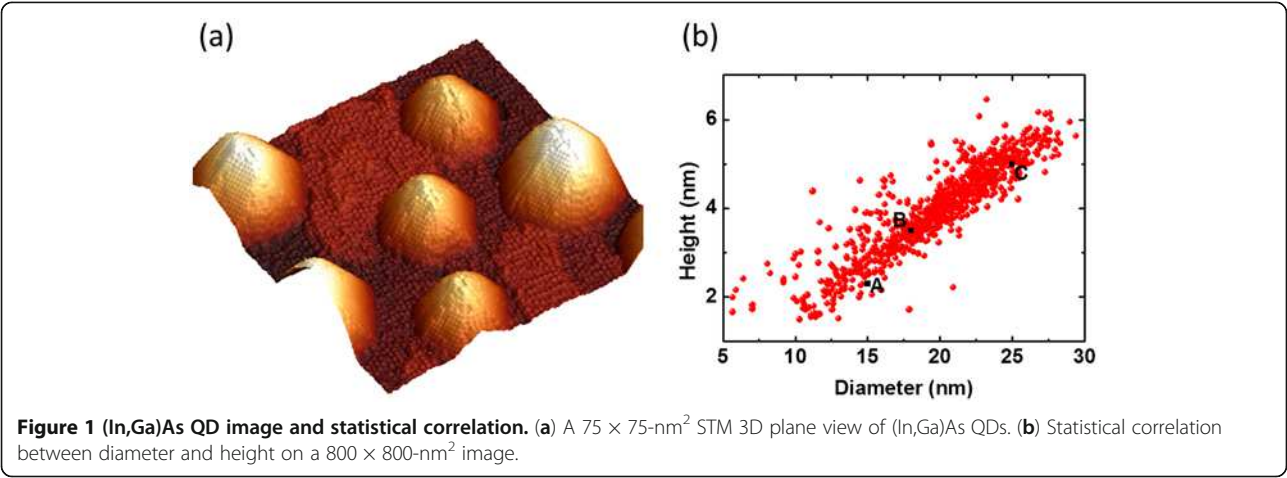 (a)
(b)
Height (nm)
6
4
2
B
C
A
5 10 15 20 25 30
Diameter (nm)
Figure 1 (In,Ga)As QD image and statistical correlation. (a) A 75 × 75-nm² STM 3D plane view of (In,Ga)As QDs. (b) Statistical correlation
between diameter and height on a 800 × 800-nm² image.